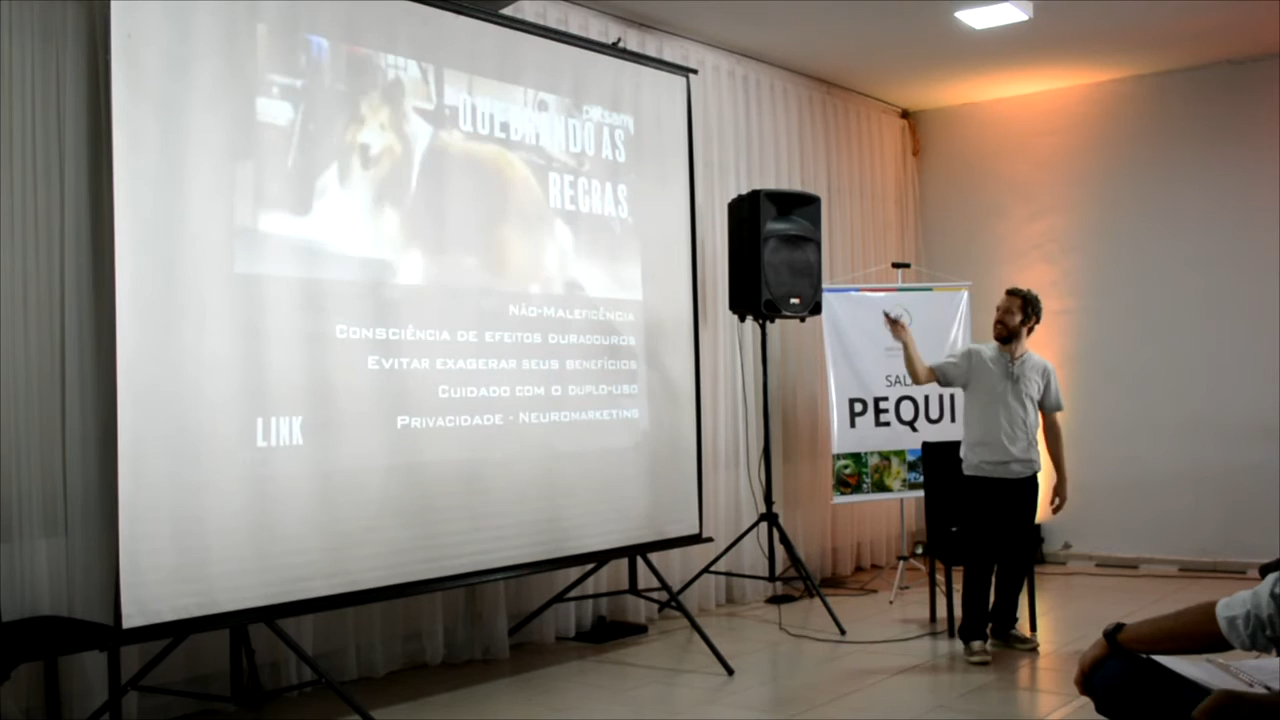 QUEBRANDO AS
REGRAS
Não-Maleficência
Consciência de efeitos duradouros
Evitar exagerar seus benefícios
Cuidado com o duplo-uso
Privacidade - Neuromarketing
LINK
SALA
PEQUI